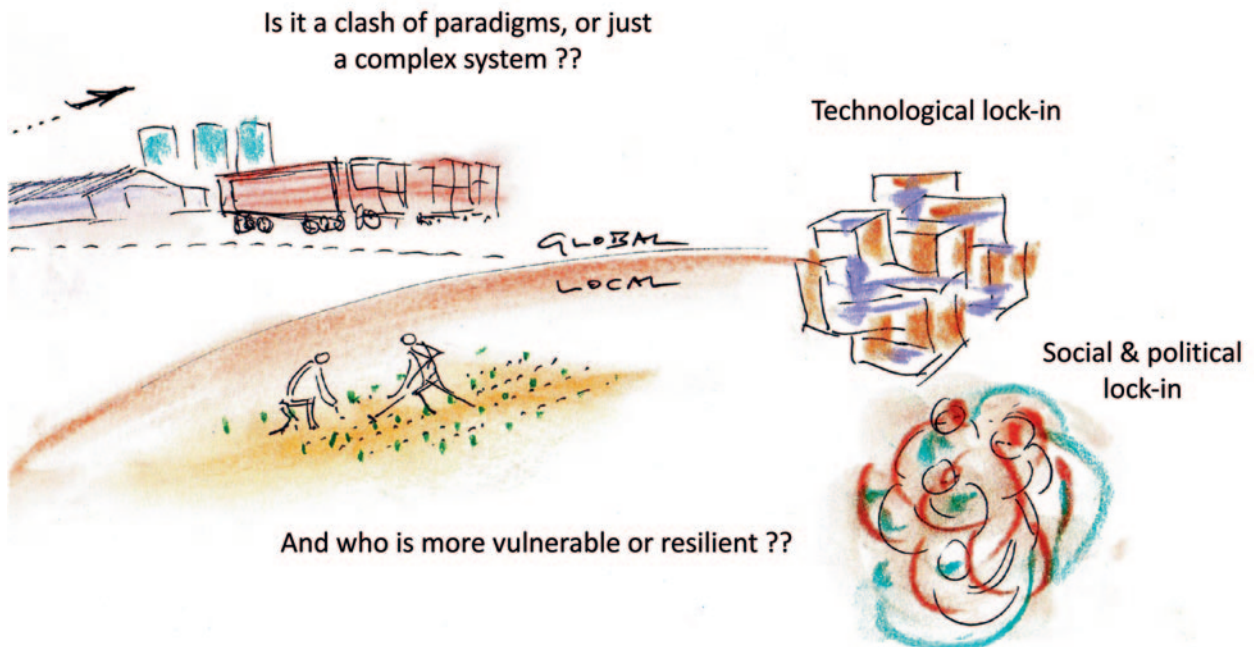 Is it a clash of paradigms, or just
a complex system ??
Technological lock-in
GLOBAL
LOCAL
Social & political
lock-in
And who is more vulnerable or resilient ??